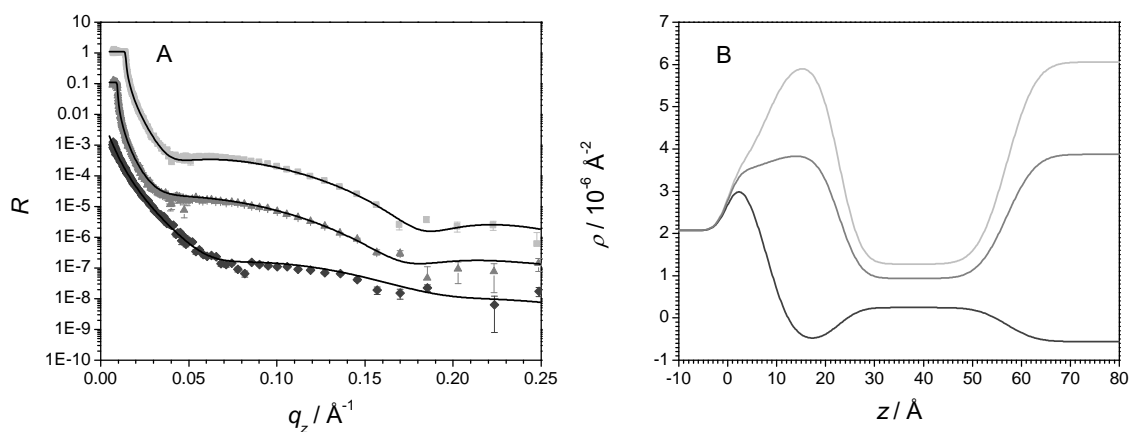 A
10
1
0.1
0.01
1E-3
1E-4
1E-5
1E-6
1E-7
1E-8
1E-9
1E-10
R
0.00 0.05 0.10 0.15 0.20 0.25
q_z / Å⁻¹
B
7
6
5
4
3
2
1
0
-1
ρ / 10⁻⁶ Å⁻²
-10 0 10 20 30 40 50 60 70 80
z / Å